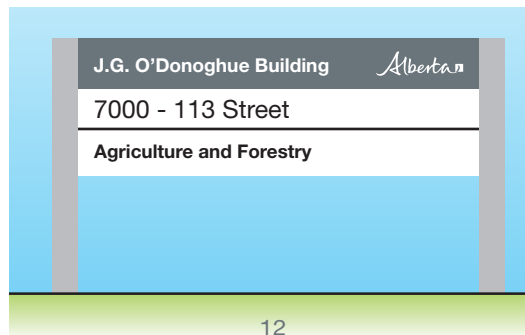 J.G. O’Donoghue Building Alberta
7000 - 113 Street
Agriculture and Forestry
12